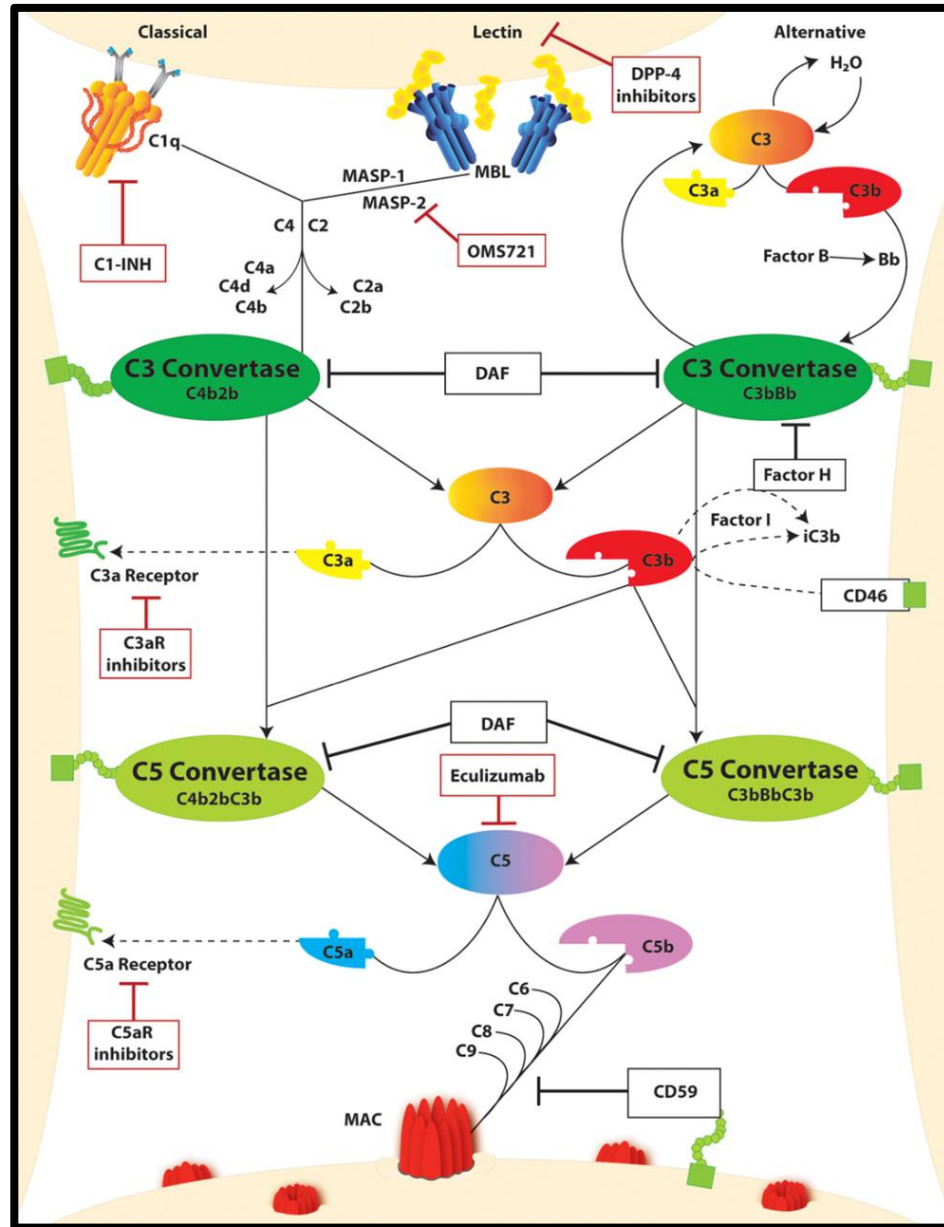 Classical
Lectin
Alternative
DPP-4
inhibitors
H₂O
C1q
C3
MASP-1
MBL
C3a
C3b
MASP-2
C4
C2
OMS721
C1-INH
Factor B
Bb
C4a
C4d
C4b
C2a
C2b
C3 Convertase
C4b2b
DAF
C3 Convertase
C3bBb
C3
Factor H
Factor I
iC3b
C3a
C3b
C3a Receptor
CD46
C3aR
inhibitors
DAF
C5 Convertase
C4b2bC3b
Eculizumab
C5 Convertase
C3bBbC3b
C5
C5a
C5b
C5a Receptor
C6
C7
C8
C9
C5aR
inhibitors
CD59
MAC